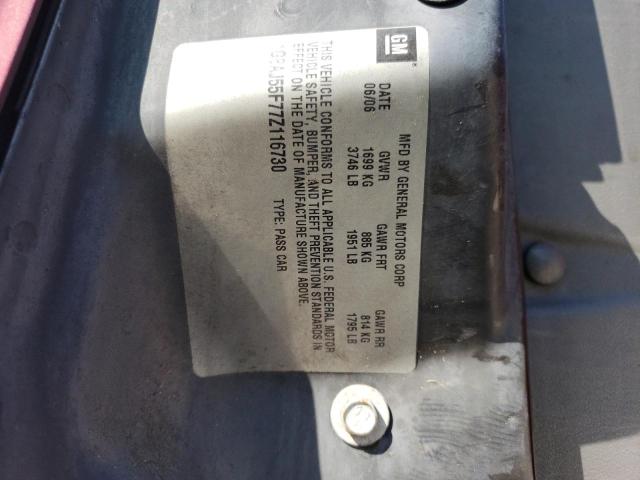 GM®
MFD BY GENERAL MOTORS CORP
DATE GVWR GAWR FRT GAWR RR
06/06 1699 KG 885 KG 814 KG
3746 LB 1951 LB 1795 LB
THIS VEHICLE CONFORMS TO ALL APPLICABLE U.S. FEDERAL MOTOR
VEHICLE SAFETY, BUMPER, AND THEFT PREVENTION STANDARDS IN
EFFECT ON THE DATE OF MANUFACTURE SHOWN ABOVE.
1G8AJ55F77Z116730 TYPE: PASS CAR